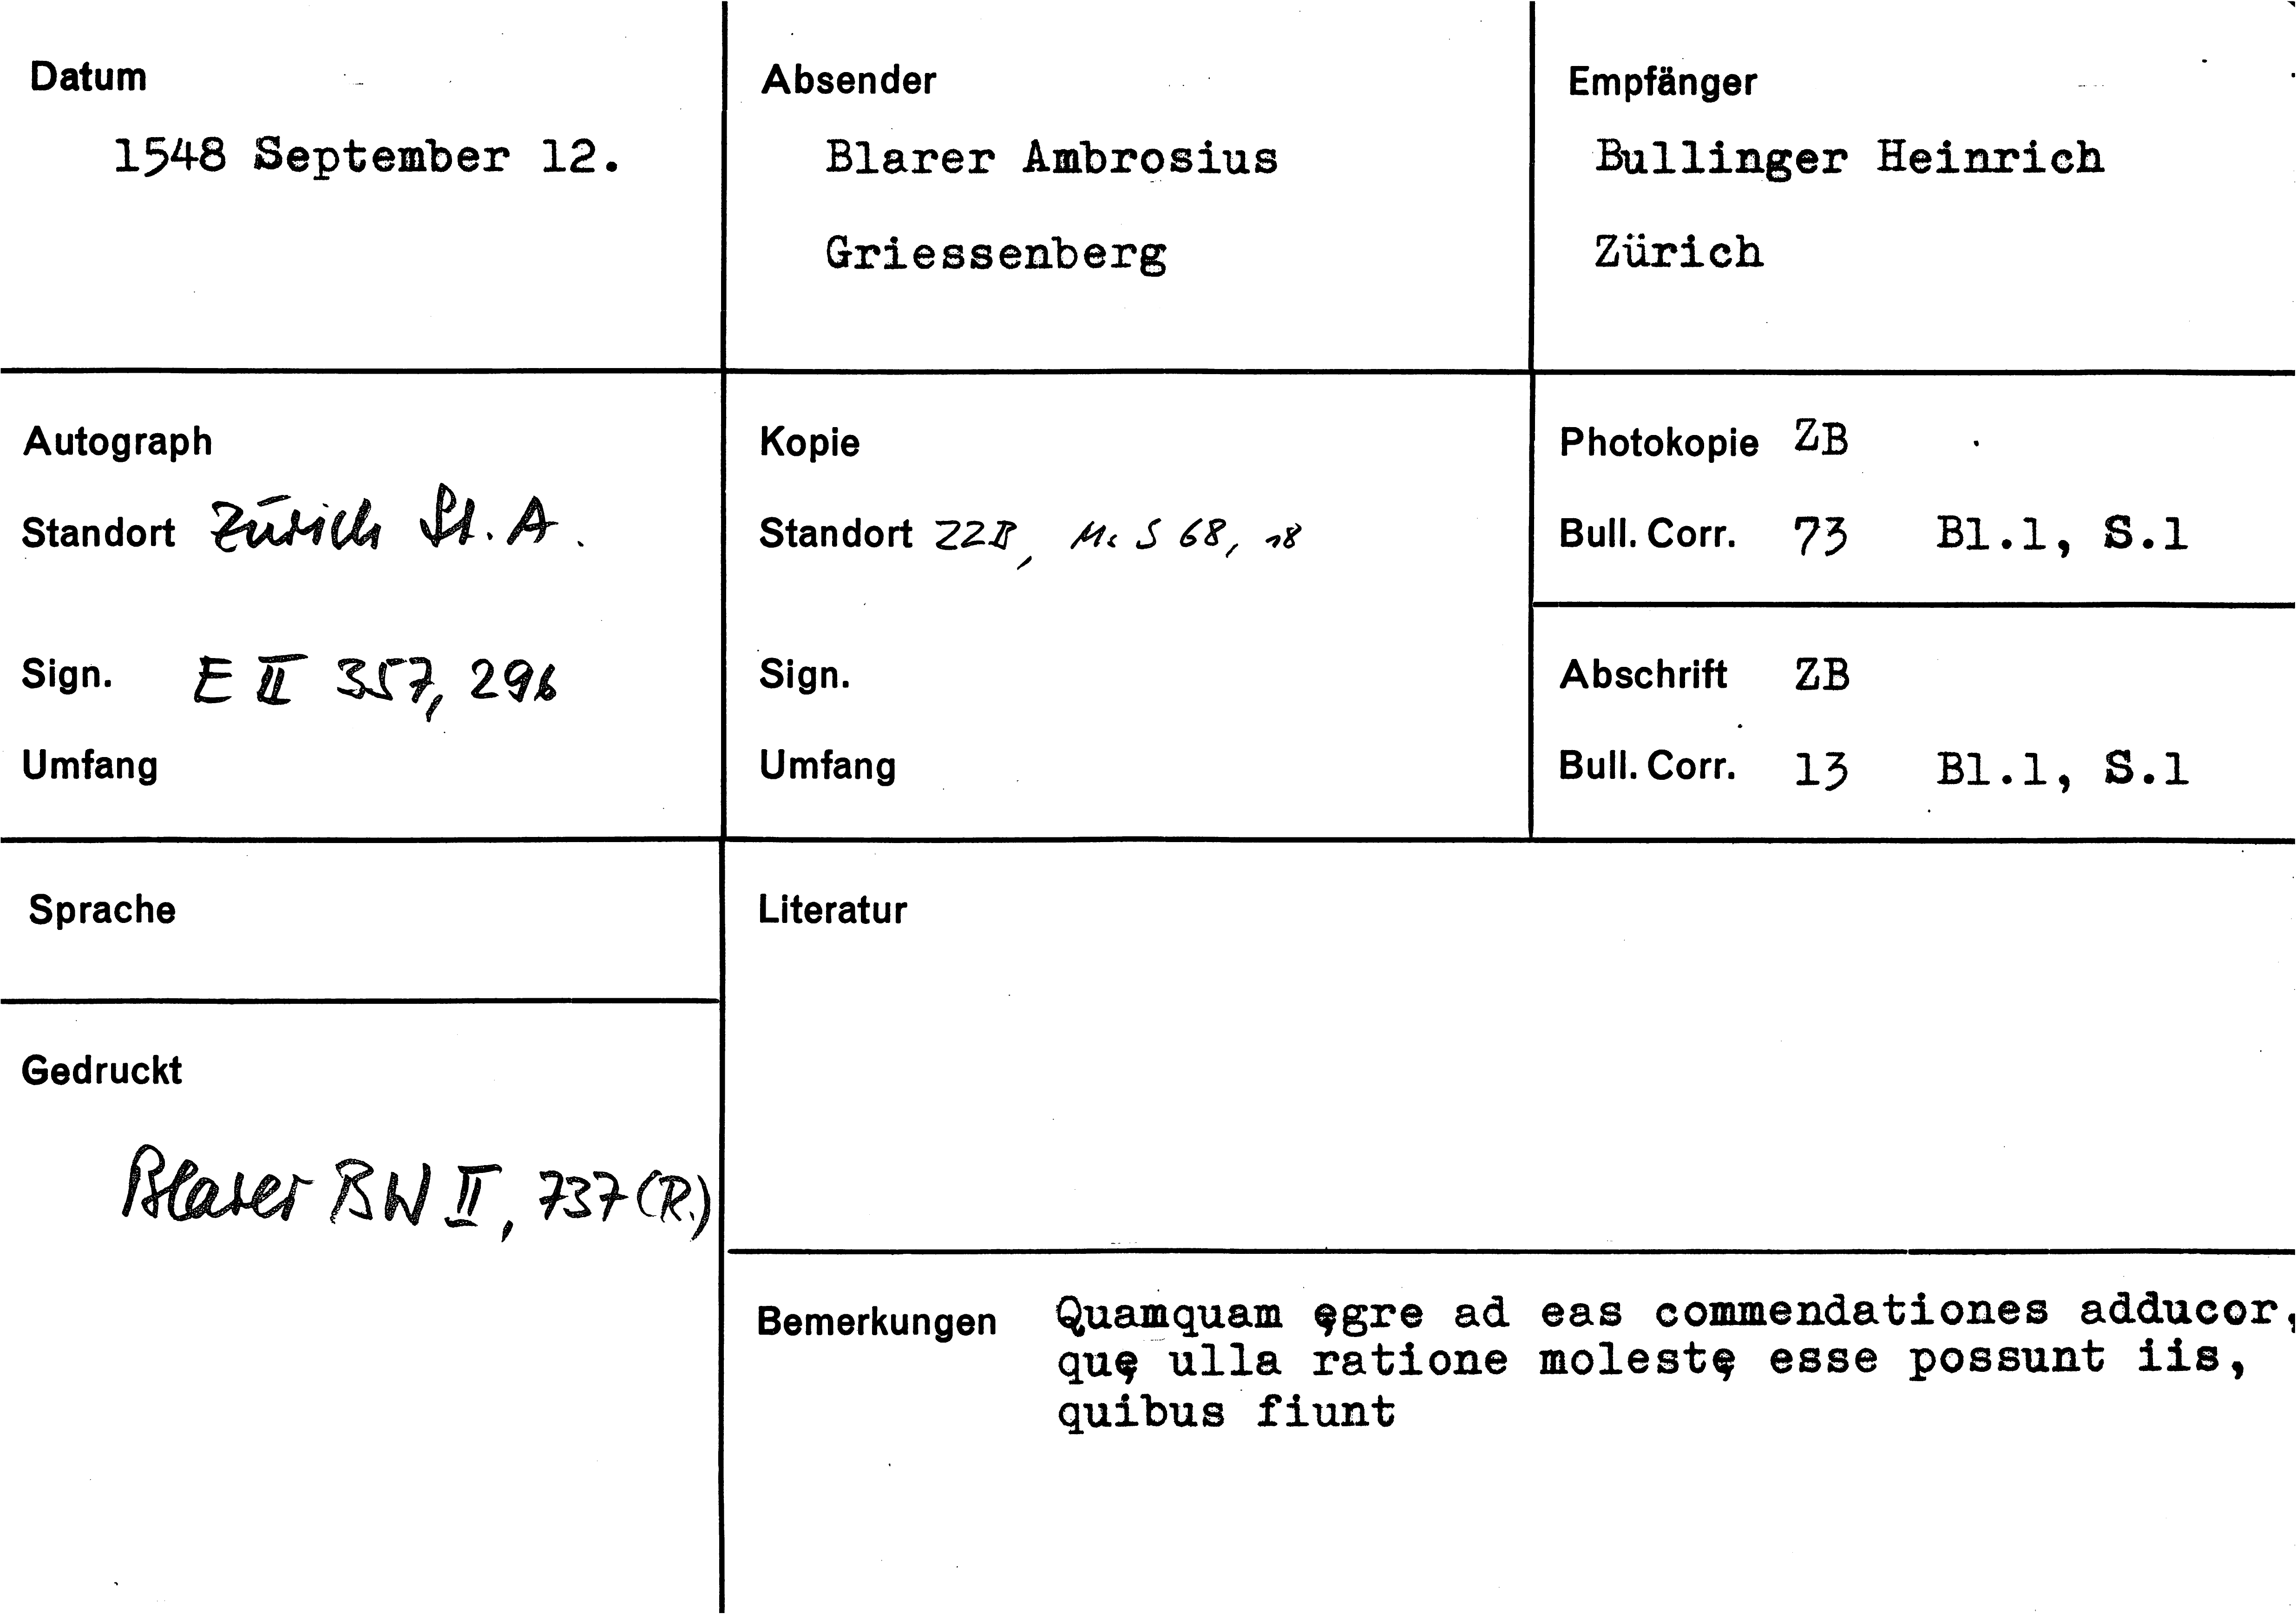 Datum
1548 September 12.
Absender
Blarer Ambrosius
Griessenberg
Empfänger
Bullinger Heinrich
Zürich
Autograph
Standort Zürich St. A.
Sign. E II 357, 296
Umfang
Kopie
Standort ZZB, Ms S 68, 18
Sign.
Umfang
Photokopie ZB
Bull. Corr. 73 Bl.1, S.1
Abschrift ZB
Bull. Corr. 13 Bl.1, S.1
Sprache
Gedruckt
Blarer BW II, 737 (R.)
Literatur
Bemerkungen Quamquam ęgre ad eas commendationes adducor,
quę ulla ratione molestę esse possunt iis,
quibus fiunt